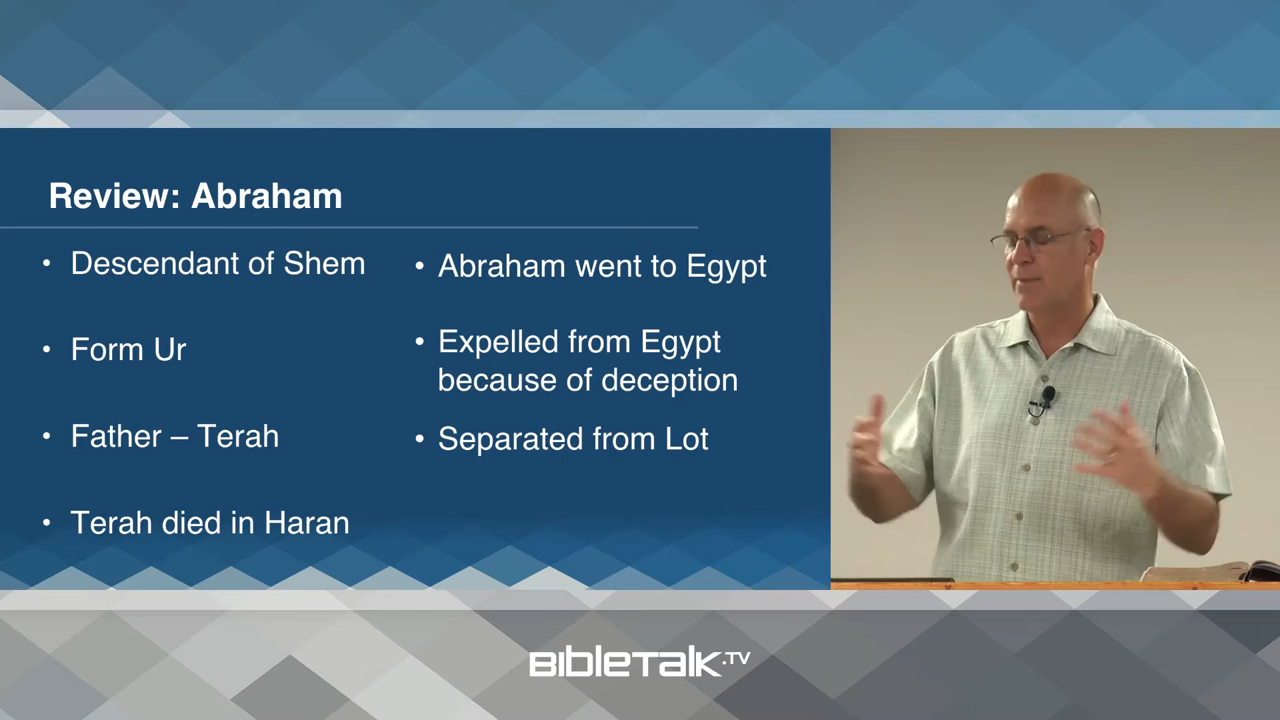 Review: Abraham
• Descendant of Shem
• Form Ur
• Father – Terah
• Terah died in Haran
• Abraham went to Egypt
• Expelled from Egypt
because of deception
• Separated from Lot
BIBLETALK.TV